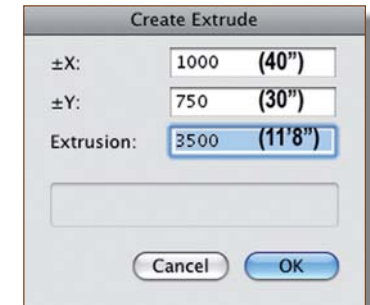 Create Extrude
±X: 1000 (40”)
±Y: 750 (30”)
Extrusion: 3500 (11’8”)
Cancel OK